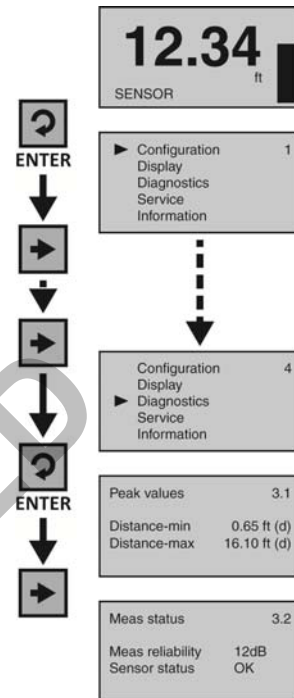 12.34
ft
SENSOR
ENTER
Configuration 1
Display
Diagnostics
Service
Information
Configuration 4
Display
Diagnostics
Service
Information
ENTER
Peak values 3.1
Distance-min 0.65 ft (d)
Distance-max 16.10 ft (d)
Meas status 3.2
Meas reliability 12dB
Sensor status OK